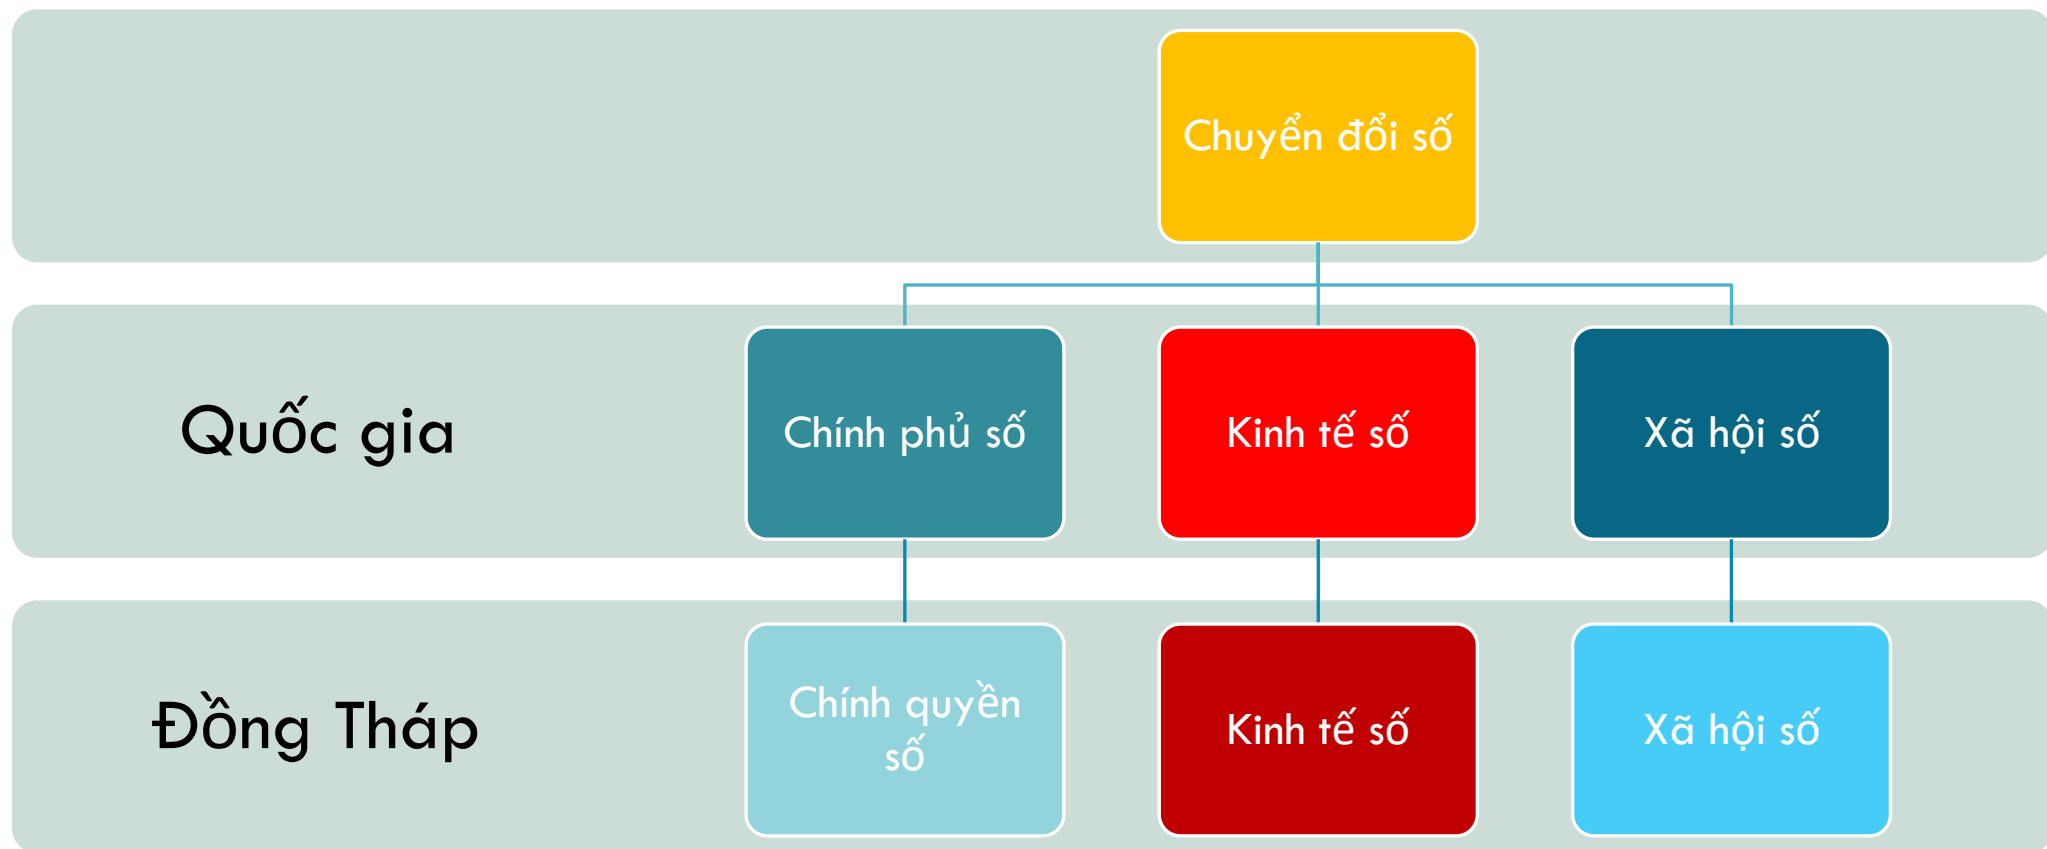 Chuyển đổi số
Quốc gia
Chính phủ số
Kinh tế số
Xã hội số
Đồng Tháp
Chính quyền
số
Kinh tế số
Xã hội số